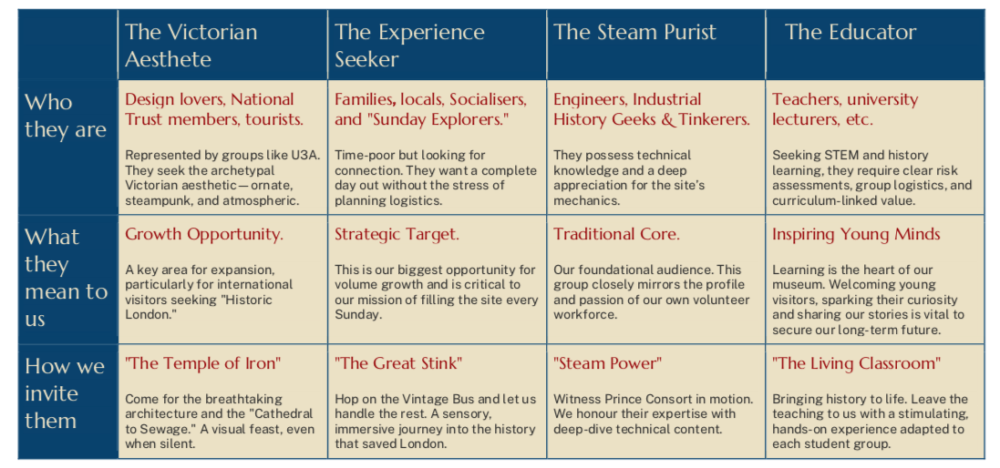 The Victorian
Aesthete
The Experience
Seeker
The Steam Purist
The Educator
Who
they are
Design lovers, National
Trust members, tourists.
Represented by groups like U3A.
They seek the archetypal
Victorian aesthetic—ornate,
steampunk, and atmospheric.
Families, locals, Socialisers,
and "Sunday Explorers."
Time-poor but looking for
connection. They want a complete
day out without the stress of
planning logistics.
Engineers, Industrial
History Geeks & Tinkerers.
They possess technical
knowledge and a deep
appreciation for the site's
mechanics.
Teachers, university
lecturers, etc.
Seeking STEM and history
learning, they require clear risk
assessments, group logistics, and
curriculum-linked value.
What
they
mean to
us
Growth Opportunity.
A key area for expansion,
particularly for international
visitors seeking "Historic
London."
Strategic Target.
This is our biggest opportunity for
volume growth and is critical to
our mission of filling the site every
Sunday.
Traditional Core.
Our foundational audience. This
group closely mirrors the profile
and passion of our own volunteer
workforce.
Inspiring Young Minds
Learning is the heart of our
museum. Welcoming young
visitors, sparking their curiosity
and sharing our stories is vital to
secure our long-term future.
How we
invite
them
"The Temple of Iron"
Come for the breathtaking
architecture and the "Cathedral
to Sewage." A visual feast, even
when silent.
"The Great Stink"
Hop on the Vintage Bus and let us
handle the rest. A sensory,
immersive journey into the history
that saved London.
"Steam Power"
Witness Prince Consort in motion.
We honour their expertise with
deep-dive technical content.
"The Living Classroom"
Bringing history to life. Leave the
teaching to us with a stimulating,
hands-on experience adapted to
each student group.